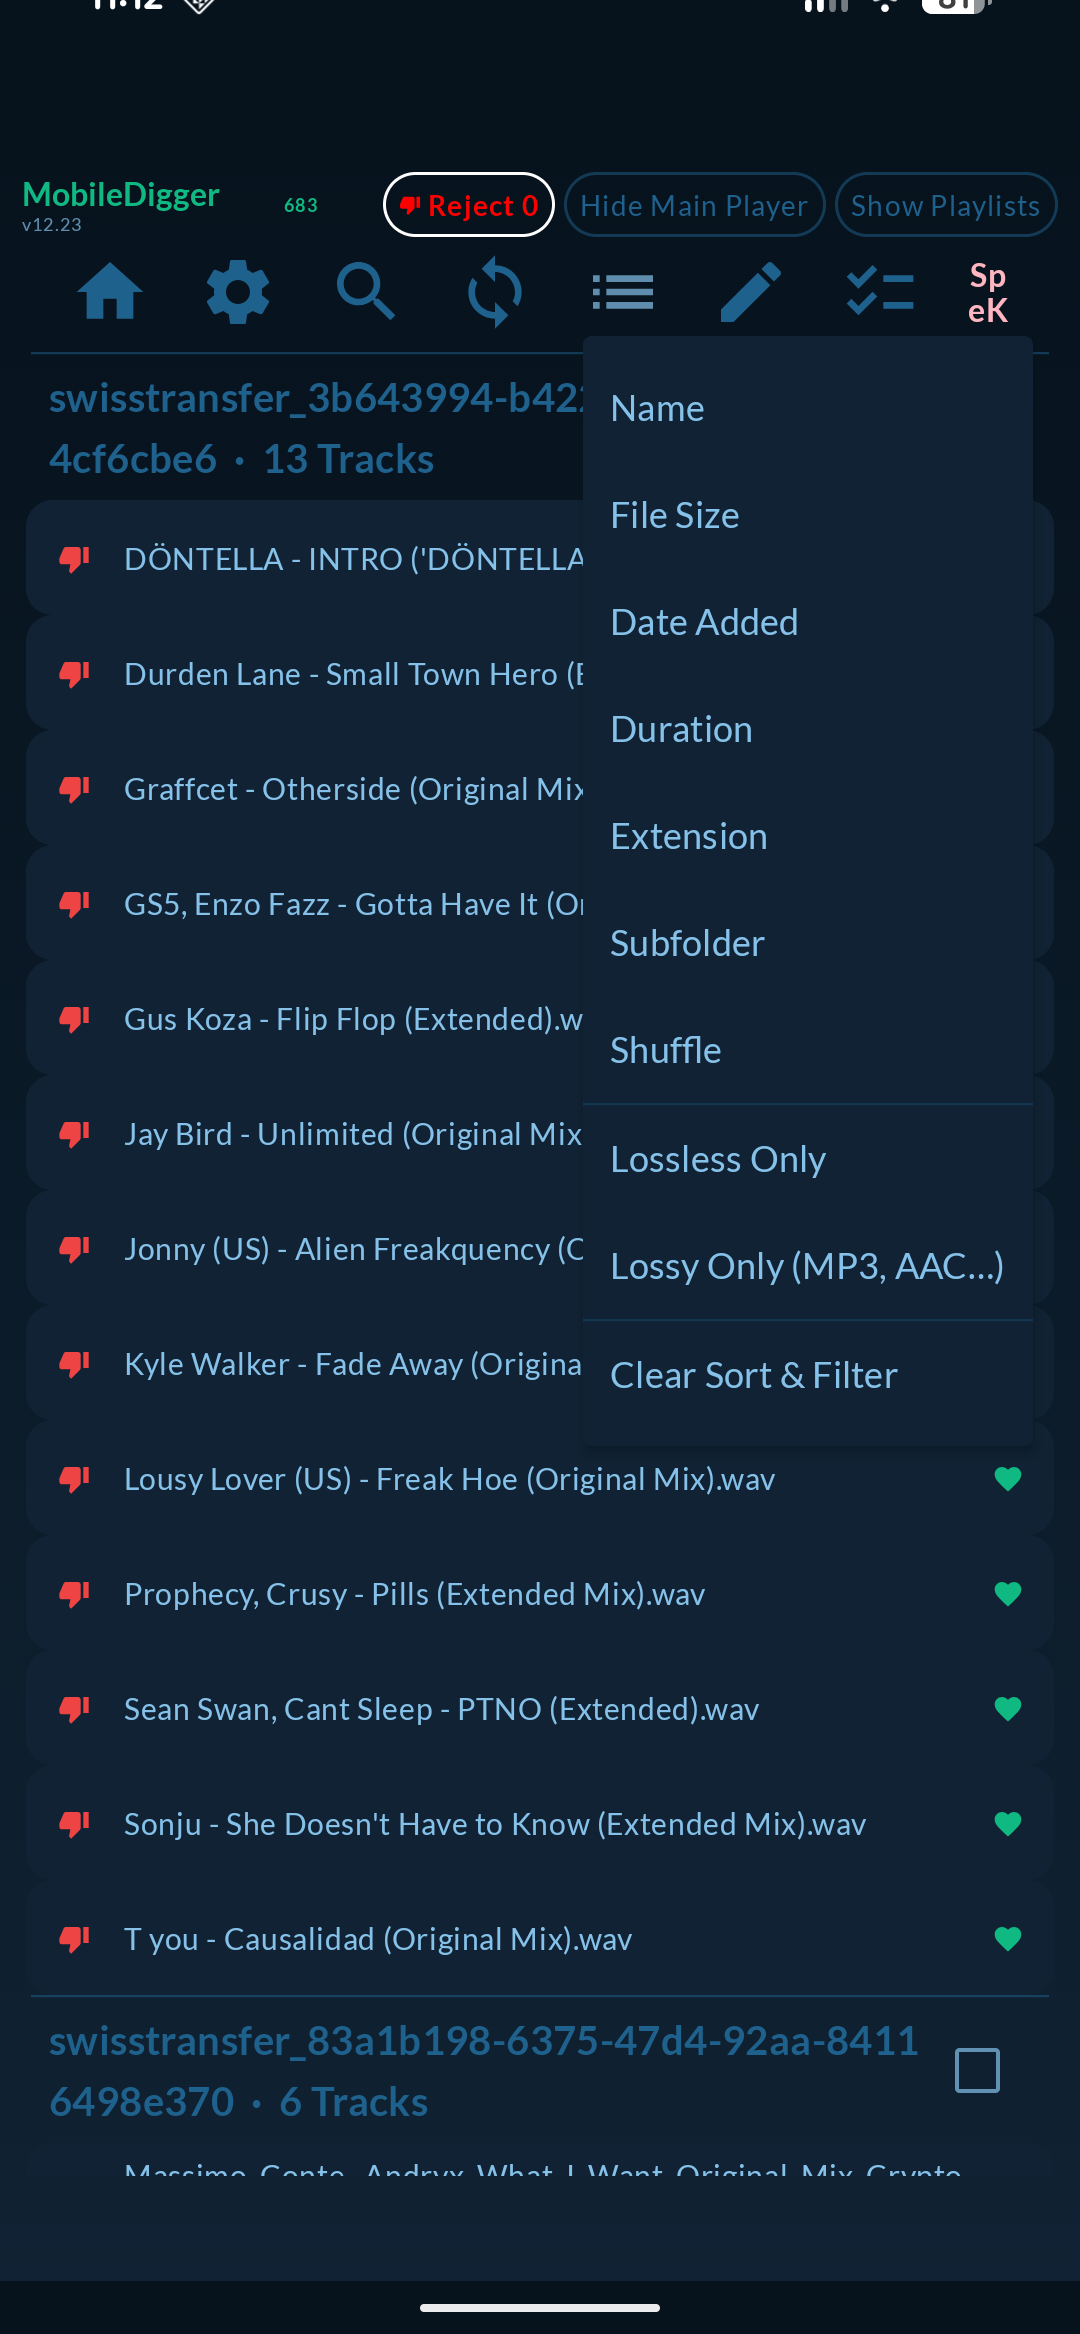 MobileDigger
v12.23
683
Reject 0
Hide Main Player
Show Playlists
Sp
eK
swisstransfer_3b643994-b42
4cf6cbe6 · 13 Tracks
Name
File Size
Date Added
Duration
Extension
Subfolder
Shuffle
Lossless Only
Lossy Only (MP3, AAC...)
Clear Sort & Filter
DÖNTELLA - INTRO ('DÖNTELLA
Durden Lane - Small Town Hero (E
Graffcet - Otherside (Original Mix
GS5, Enzo Fazz - Gotta Have It (Or
Gus Koza - Flip Flop (Extended).w
Jay Bird - Unlimited (Original Mix
Jonny (US) - Alien Freakquency (O
Kyle Walker - Fade Away (Origina
Lousy Lover (US) - Freak Hoe (Original Mix).wav
Prophecy, Crusy - Pills (Extended Mix).wav
Sean Swan, Cant Sleep - PTNO (Extended).wav
Sonju - She Doesn't Have to Know (Extended Mix).wav
T you - Causalidad (Original Mix).wav
swisstransfer_83a1b198-6375-47d4-92aa-8411
6498e370 · 6 Tracks